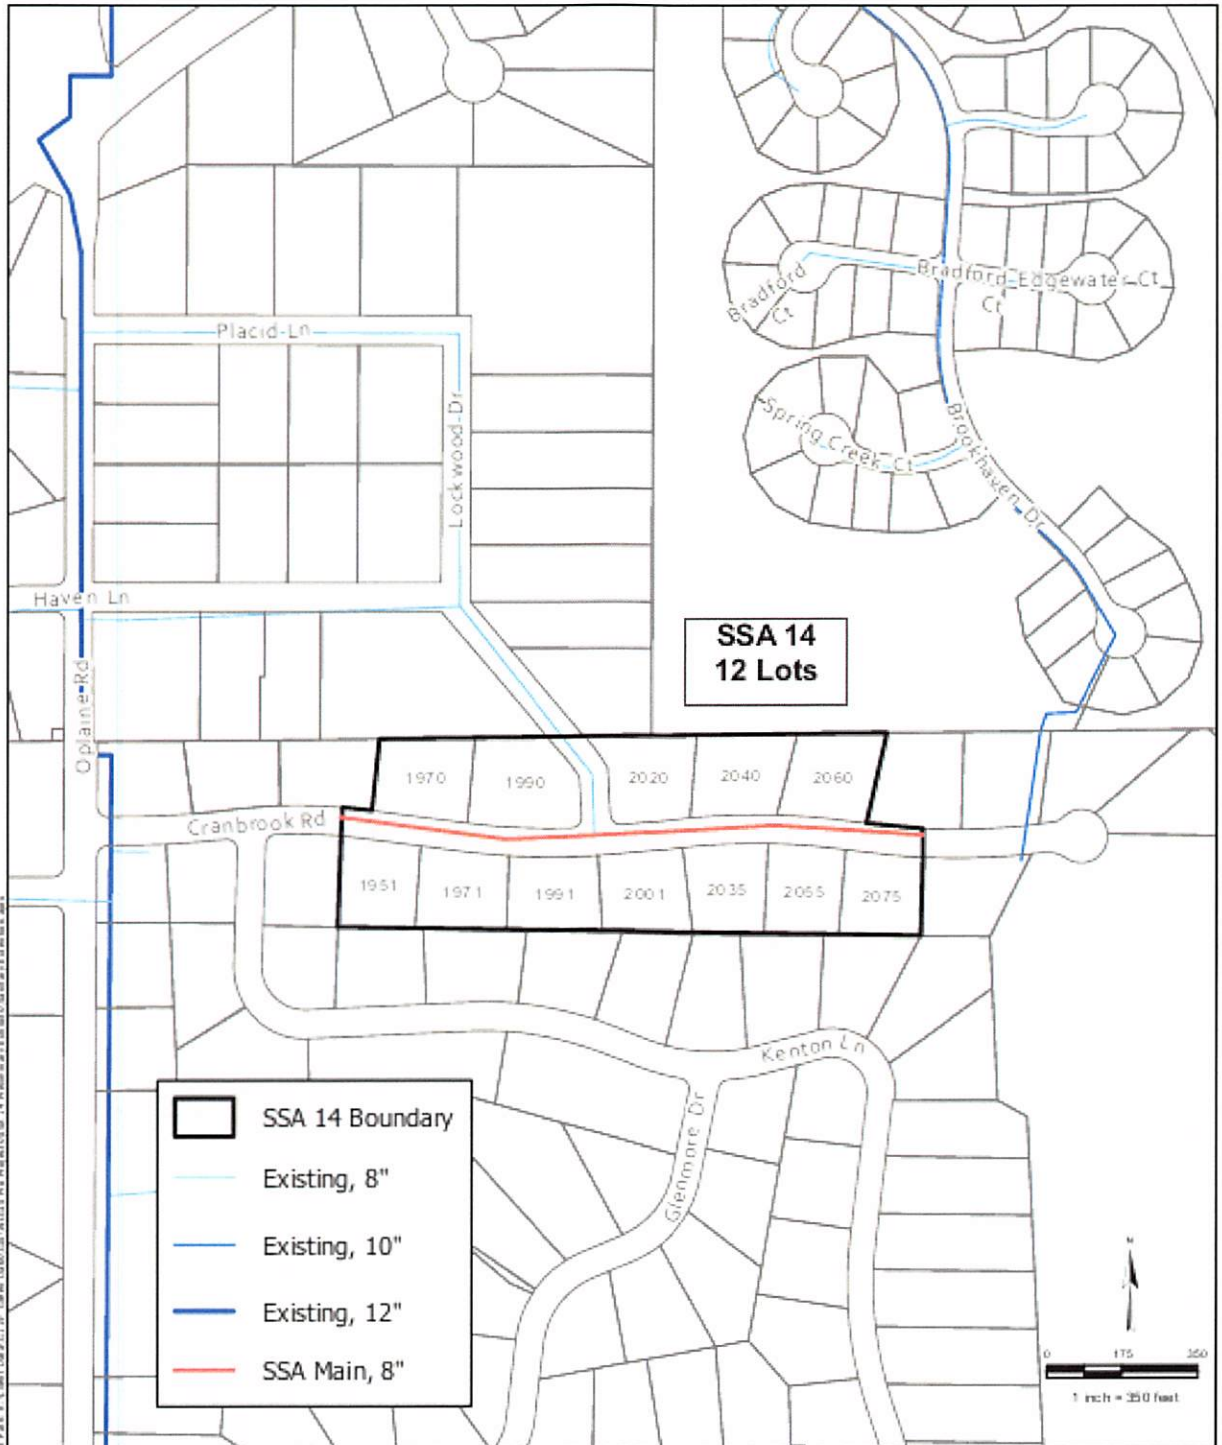 Placid Ln
Bradford
Ct
Bradford
Ct
Edgewater Ct
Lockwood Dr
Spring Creek Ct
Brookhaven Dr
Haven Ln
SSA 14
12 Lots
Oplaine Rd
1970
1990
2020
2040
2060
Cranbrook Rd
1951
1971
1991
2001
2035
2055
2075
Kenton Ln
Glenmore Dr
SSA 14 Boundary
Existing, 8"
Existing, 10"
Existing, 12"
SSA Main, 8"
N
0 175 350
1 inch = 350 feet